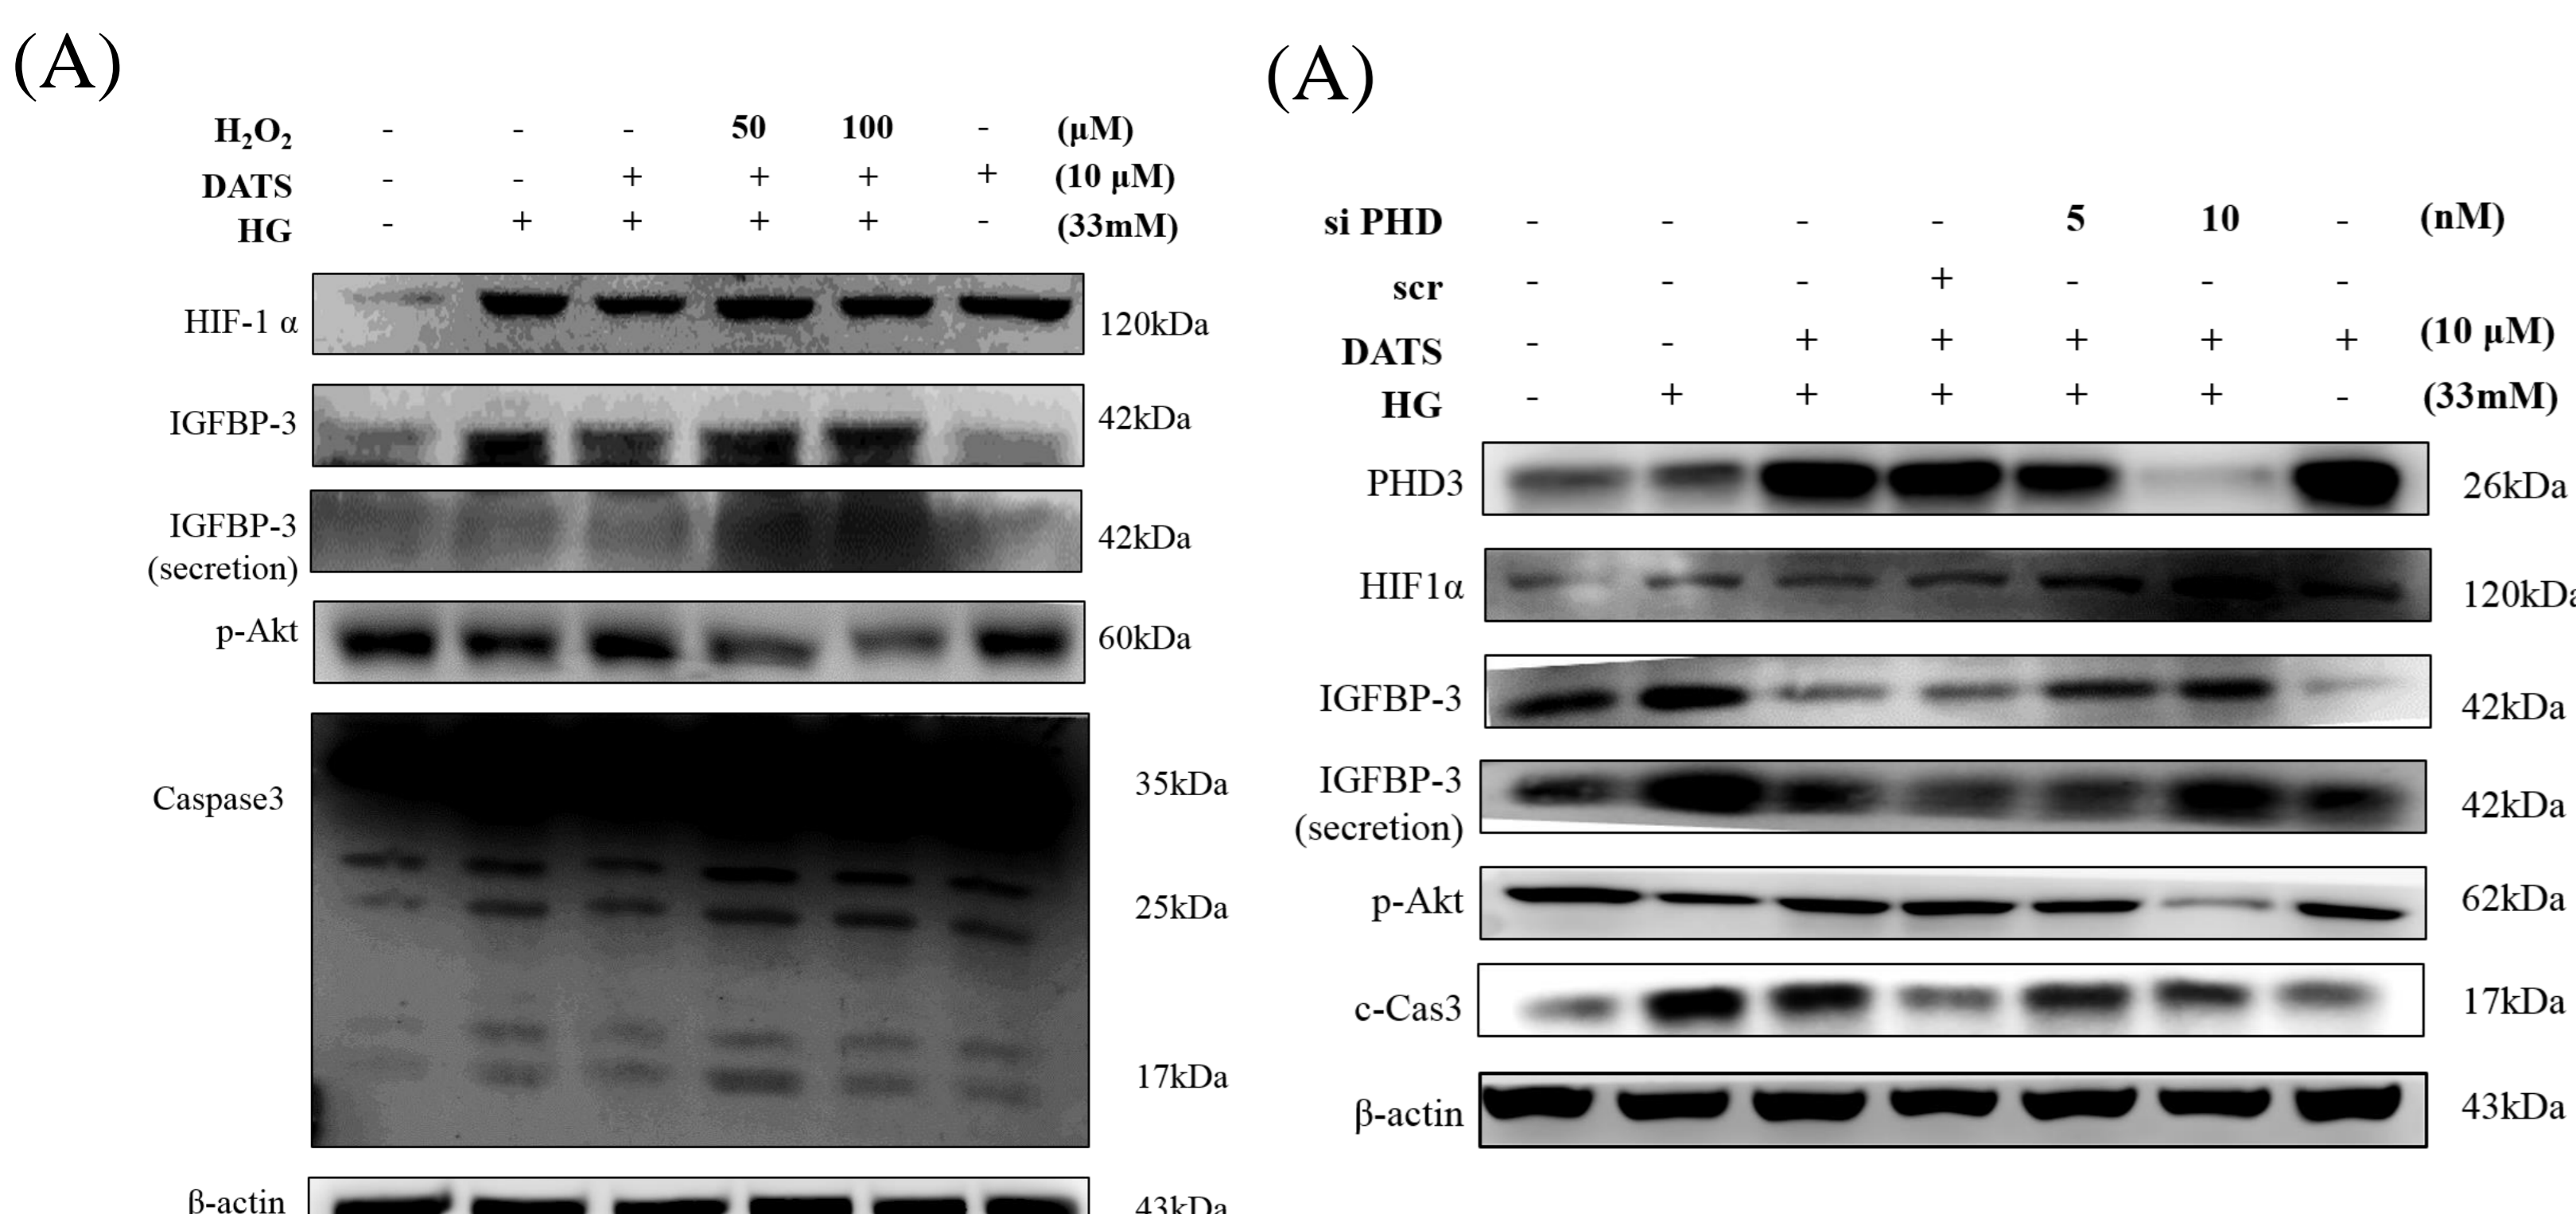 (A)
H₂O₂ - - - 50 100 - (μM)
DATS - - + + + + (10 μM)
HG - + + + + - (33mM)
HIF-1 α 120kDa
IGFBP-3 42kDa
IGFBP-3
(secretion) 42kDa
p-Akt 60kDa
Caspase3 35kDa
25kDa
17kDa
β-actin 43kDa
(A)
si PHD - - - - 5 10 - (nM)
scr - - - + - - -
DATS - - + + + + + (10 μM)
HG - + + + + + - (33mM)
PHD3 26kDa
HIF1α 120kDa
IGFBP-3 42kDa
IGFBP-3
(secretion) 42kDa
p-Akt 62kDa
c-Cas3 17kDa
β-actin 43kDa